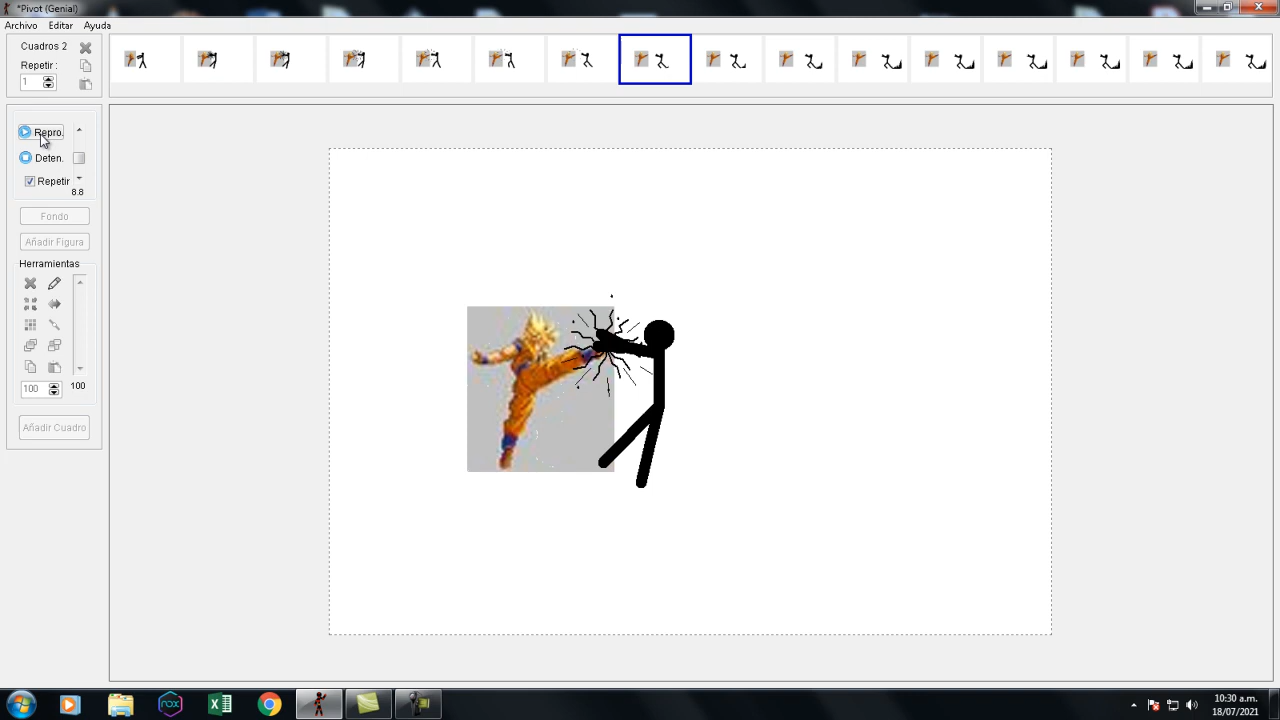 *Pivot (Genial)
Archivo Editar Ayuda
Cuadros 2
Repetir :
1
Repro.
Deten.
Repetir
8.8
Fondo
Añadir Figura
Herramientas
100 100
Añadir Cuadro
nox
10:30 a.m.
18/07/2021